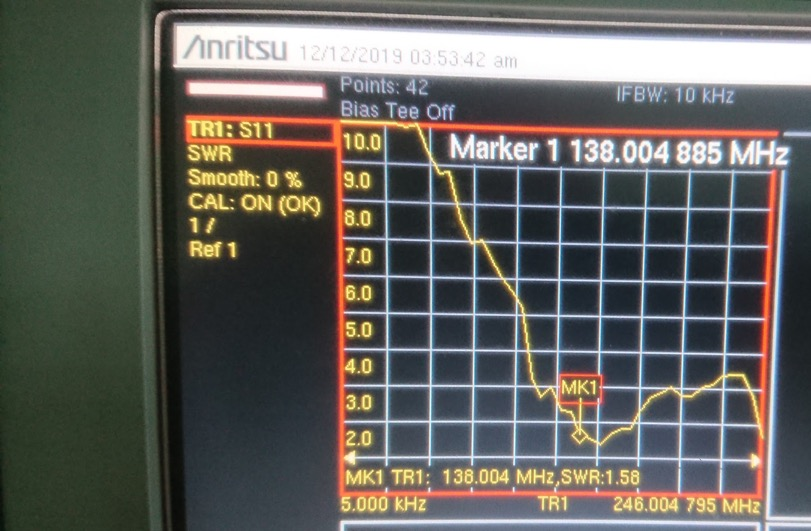 Anritsu 12/12/2019 03:53:42 am
Points: 42 IFBW: 10 kHz
Bias Tee Off
TR1: S11
SWR
Smooth: 0 %
CAL: ON (OK)
1 /
Ref 1
Marker 1 138.004 885 MHz
10.0
9.0
8.0
7.0
6.0
5.0
4.0
3.0
2.0
MK1
MK1 TR1: 138.004 MHz,SWR:1.58
5.000 kHz TR1 246.004 795 MHz